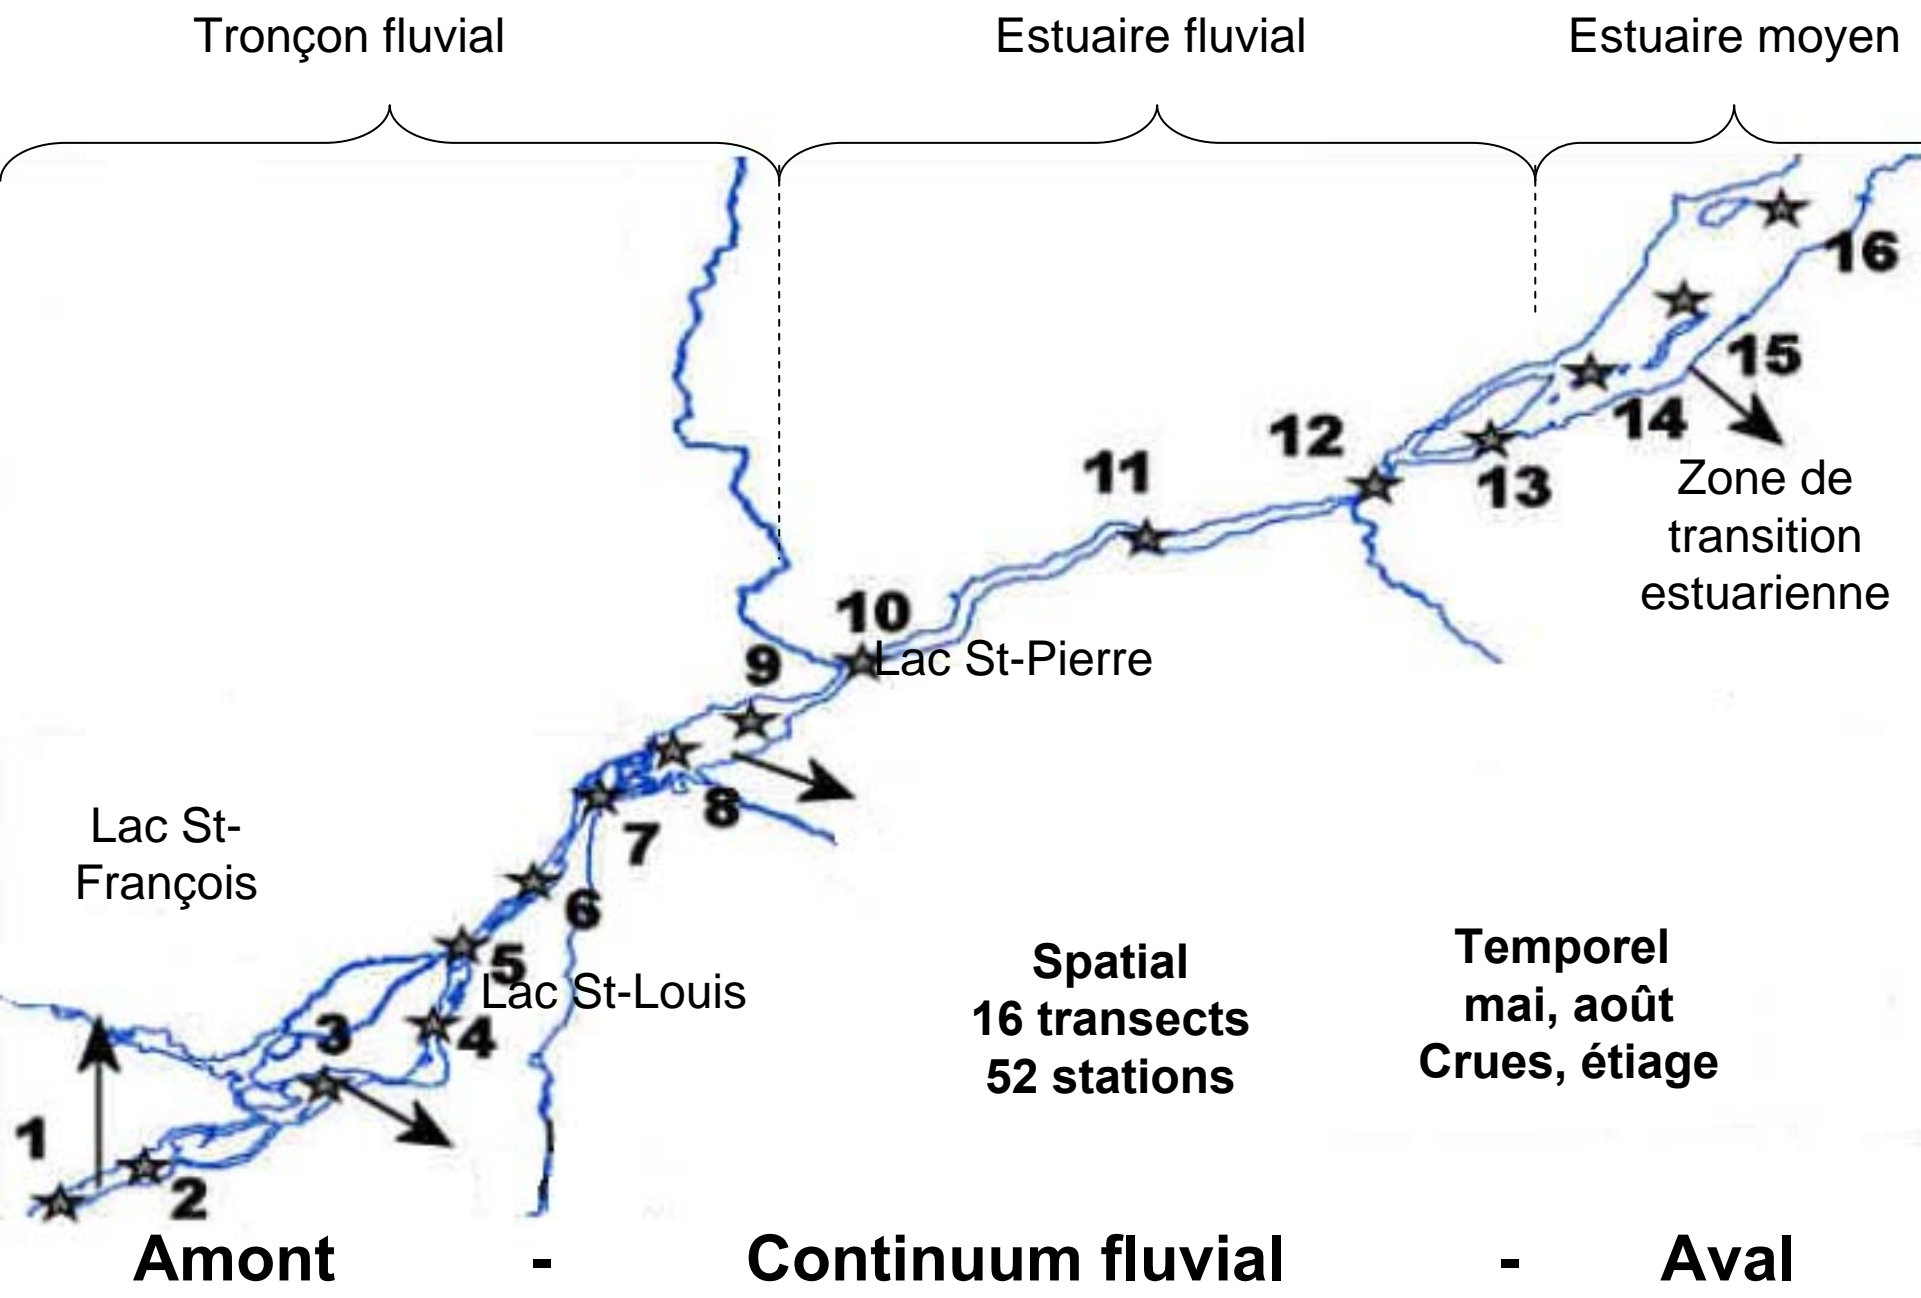 Tronçon fluvial
Estuaire fluvial
Estuaire moyen
16
15
14
13
12
11
10
9
8
7
6
5
4
3
2
1
Zone de
transition
estuarienne
Lac St-Pierre
Lac St-
François
Lac St-Louis
Spatial
16 transects
52 stations
Temporel
mai, août
Crues, étiage
Amont - Continuum fluvial - Aval